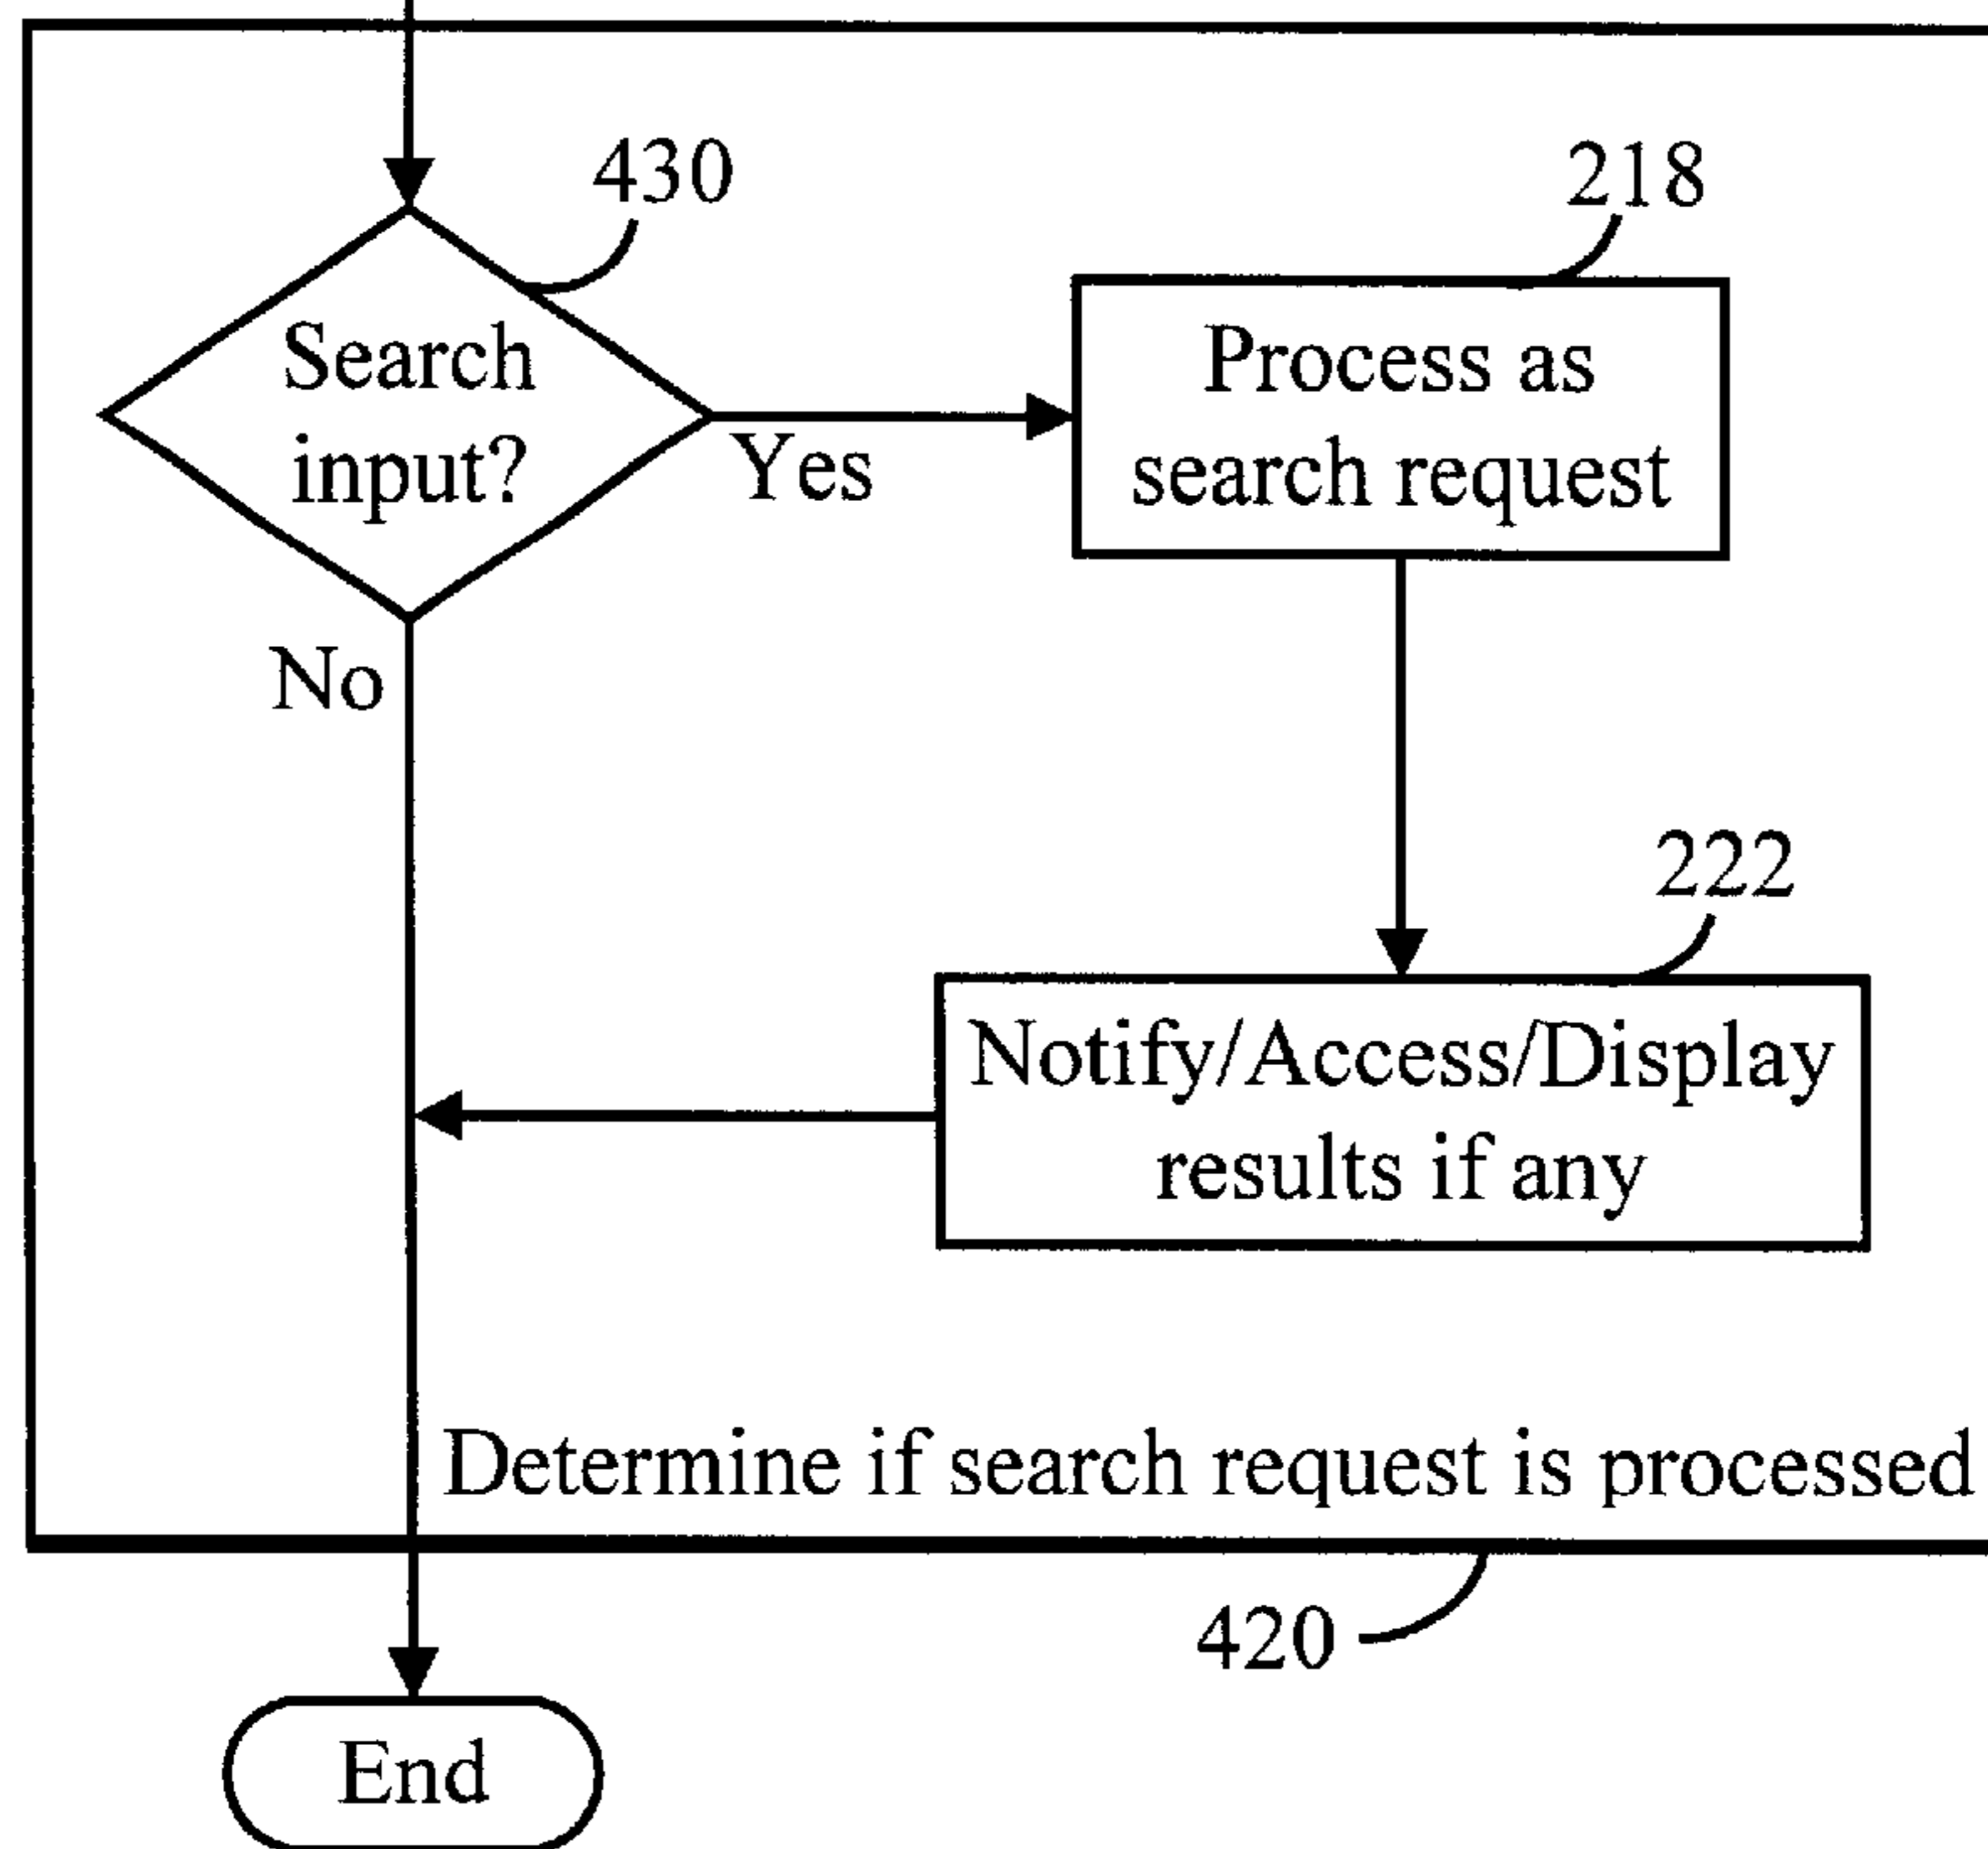 430
218
Search
input?
Yes
Process as
search request
No
222
Notify/Access/Display
results if any
Determine if search request is processed
420
End